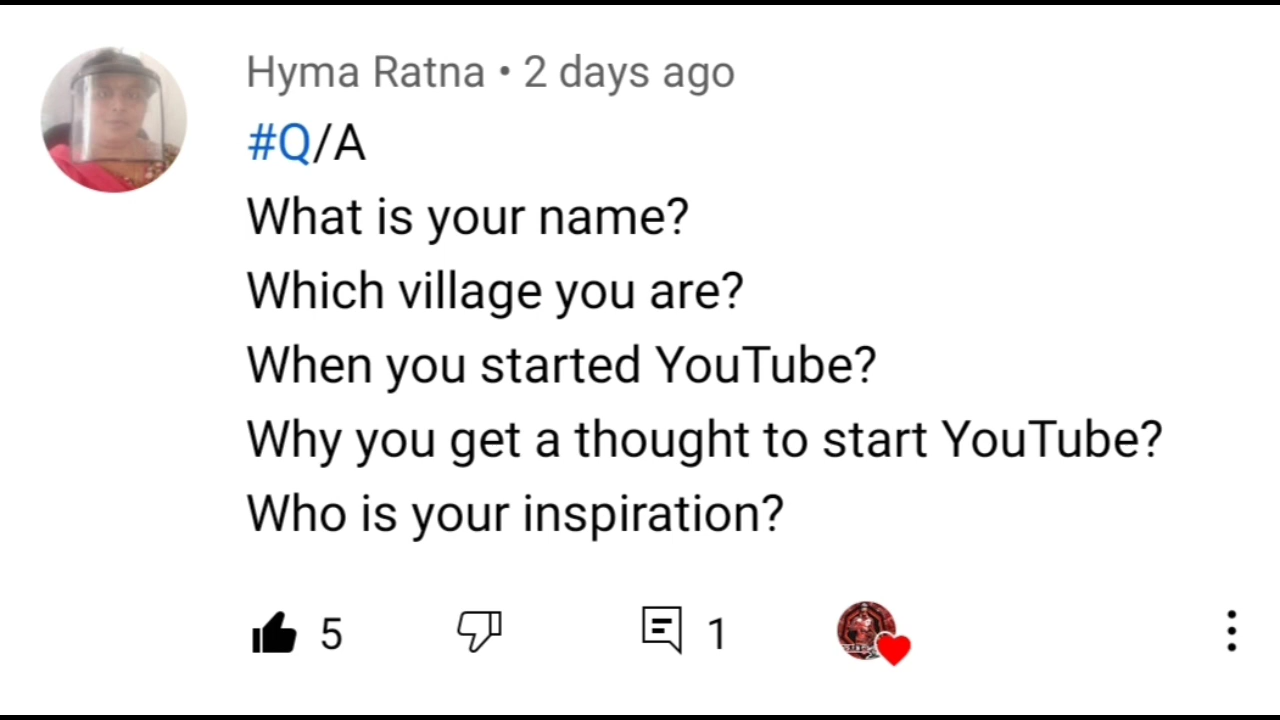 Hyma Ratna • 2 days ago
#Q/A
What is your name?
Which village you are?
When you started YouTube?
Why you get a thought to start YouTube?
Who is your inspiration?
5
1